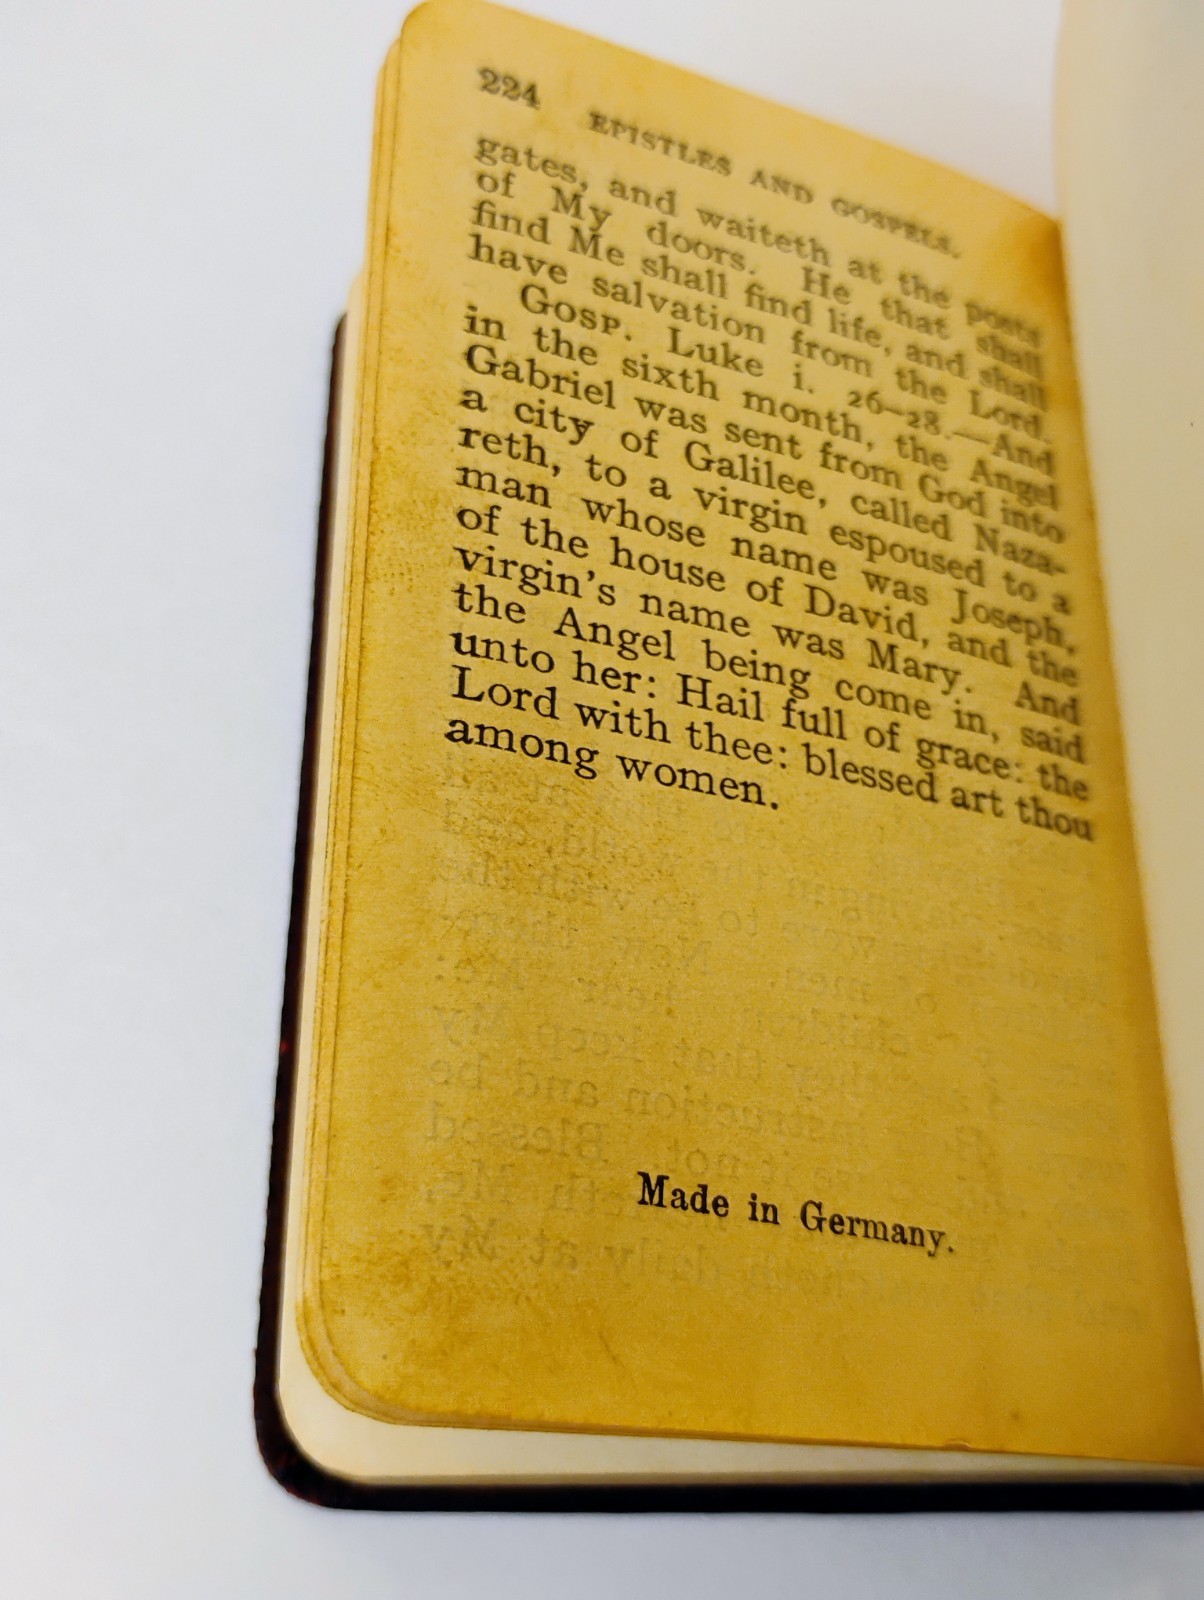 224 EPISTLES AND GOSPELS.
gates, and waiteth at the posts
of My doors. He that shall
find Me shall find life, and shall
have salvation from the Lord.
GOSP. Luke i. 26–28.—And
in the sixth month, the Angel
Gabriel was sent from God into
a city of Galilee, called Naza-
reth, to a virgin espoused to a
man whose name was Joseph,
of the house of David, and the
virgin's name was Mary. And
the Angel being come in, said
unto her: Hail full of grace: the
Lord with thee: blessed art thou
among women.
Made in Germany.